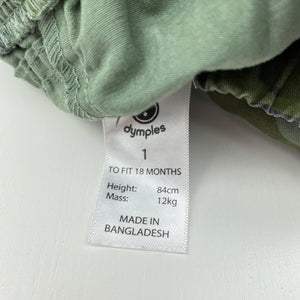 dymples
1
TO FIT 18 MONTHS
Height: 84cm
Mass: 12kg
MADE IN
BANGLADESH